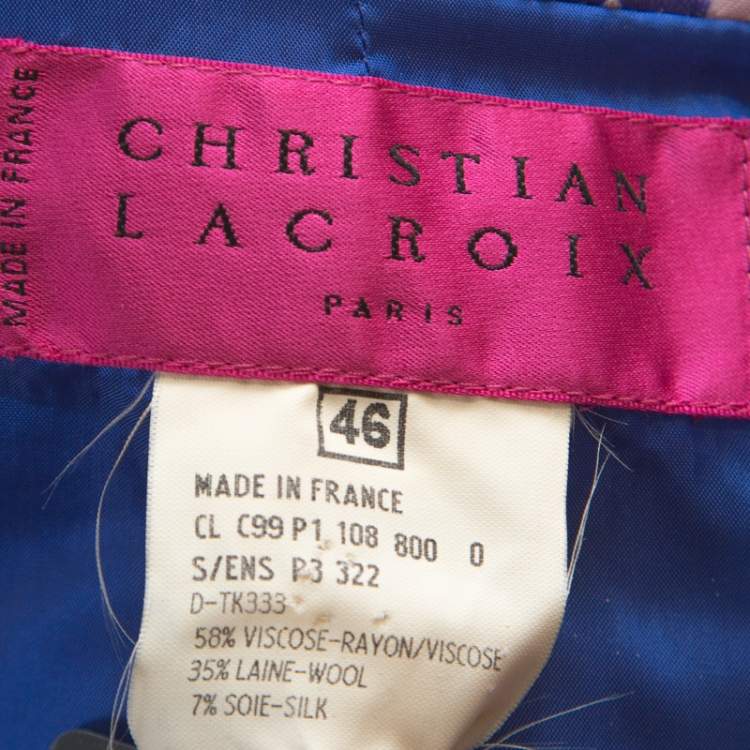 MADE IN FRANCE
CHRISTIAN
LACROIX
PARIS
46
MADE IN FRANCE
CL C99 P1 108 800 0
S/ENS P3 322
D-TK333
58% VISCOSE-RAYON/VISCOSE
35% LAINE-WOOL
7% SOIE-SILK